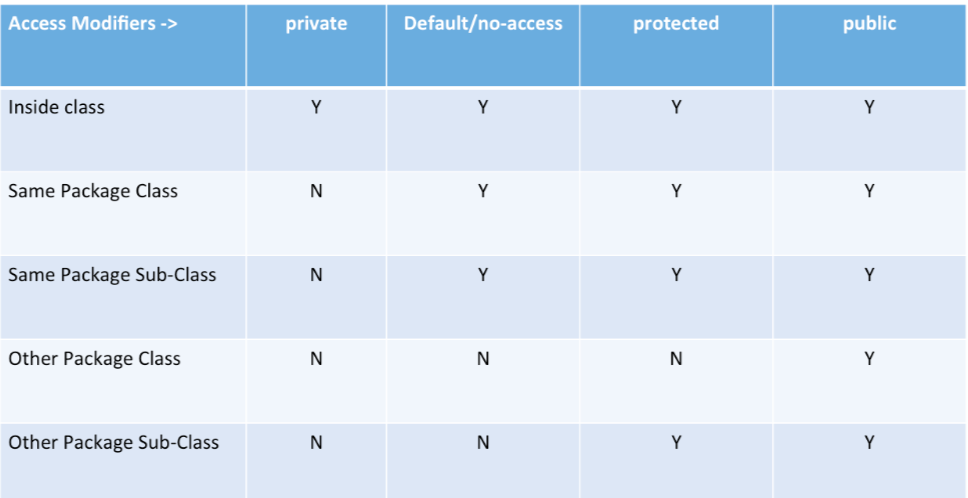 Access Modifiers -> private Default/no-access protected public
Inside class Y Y Y Y
Same Package Class N Y Y Y
Same Package Sub-Class N Y Y Y
Other Package Class N N N Y
Other Package Sub-Class N N Y Y